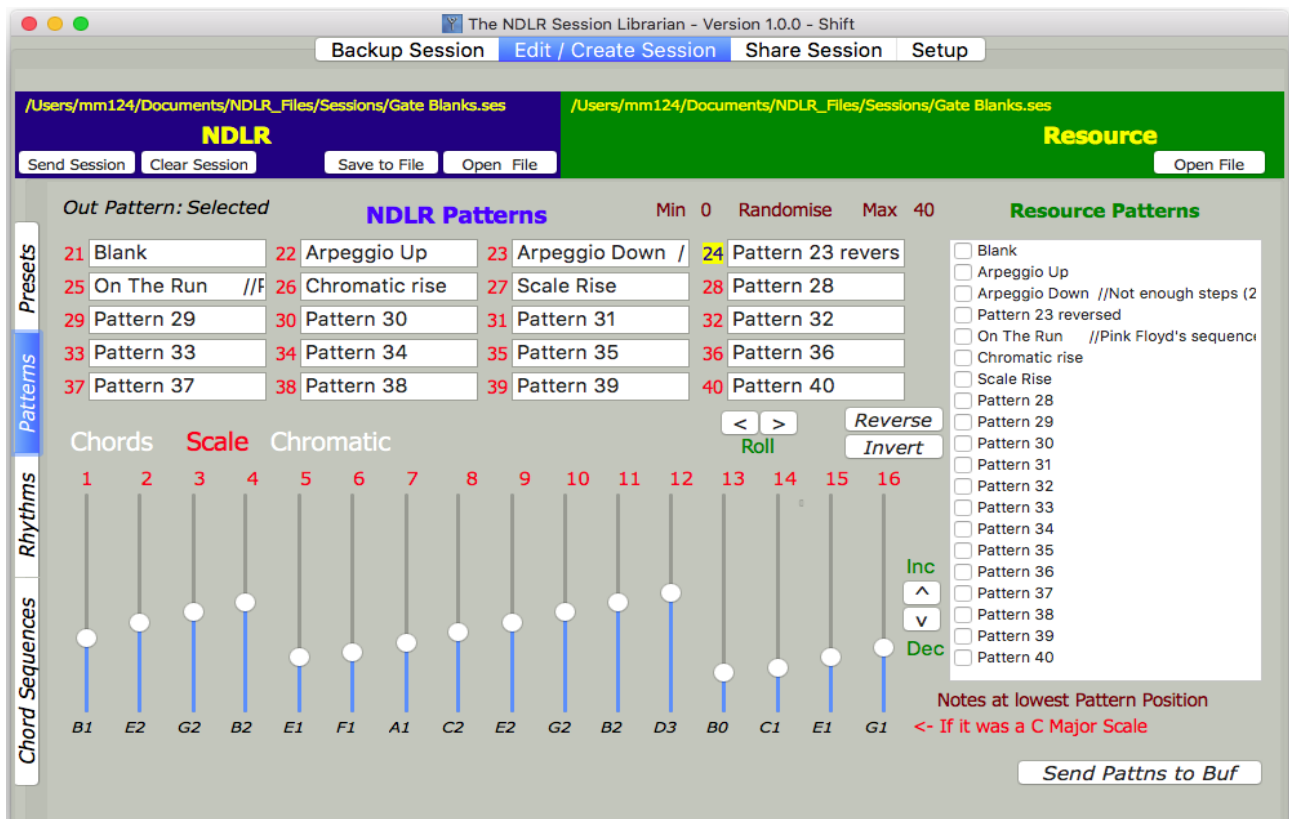 The NDLR Session Librarian - Version 1.0.0 - Shift
Backup Session Edit / Create Session Share Session Setup
/Users/mm124/Documents/NDLR_Files/Sessions/Gate Blanks.ses
NDLR
Send Session Clear Session Save to File Open File
/Users/mm124/Documents/NDLR_Files/Sessions/Gate Blanks.ses
Resource
Open File
Presets
Patterns
Rhythms
Chord Sequences
Out Pattern: Selected NDLR Patterns Min 0 Randomise Max 40
21 Blank 22 Arpeggio Up 23 Arpeggio Down / 24 Pattern 23 revers
25 On The Run //F 26 Chromatic rise 27 Scale Rise 28 Pattern 28
29 Pattern 29 30 Pattern 30 31 Pattern 31 32 Pattern 32
33 Pattern 33 34 Pattern 34 35 Pattern 35 36 Pattern 36
37 Pattern 37 38 Pattern 38 39 Pattern 39 40 Pattern 40
< > Reverse
Chords Scale Chromatic Roll Invert
1 2 3 4 5 6 7 8 9 10 11 12 13 14 15 16
Inc
^
v
Dec
B1 E2 G2 B2 E1 F1 A1 C2 E2 G2 B2 D3 B0 C1 E1 G1
Resource Patterns
Blank
Arpeggio Up
Arpeggio Down //Not enough steps (2
Pattern 23 reversed
On The Run //Pink Floyd's sequence
Chromatic rise
Scale Rise
Pattern 28
Pattern 29
Pattern 30
Pattern 31
Pattern 32
Pattern 33
Pattern 34
Pattern 35
Pattern 36
Pattern 37
Pattern 38
Pattern 39
Pattern 40
Notes at lowest Pattern Position
<- If it was a C Major Scale
Send Pattns to Buf